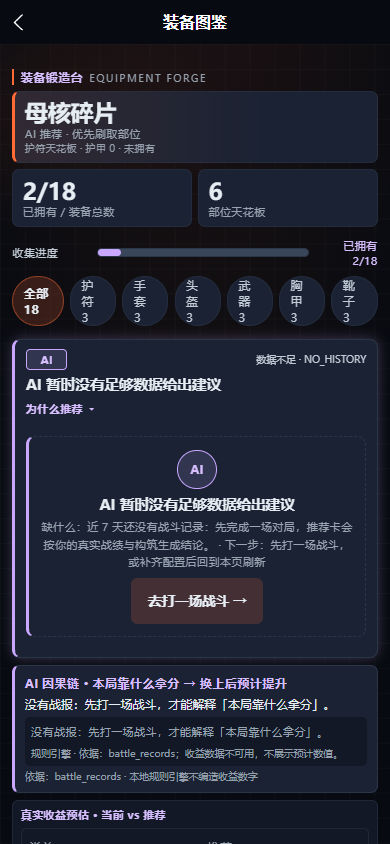 装备图鉴
装备锻造台 EQUIPMENT FORGE
母核碎片
AI 推荐 · 优先刷取部位
护符天花板 · 护甲 0 · 未拥有
2/18
已拥有 / 装备总数
6
部位天花板
收集进度
已拥有
2/18
全部
18
护符
3
手套
3
头盔
3
武器
3
胸甲
3
靴子
3
AI
数据不足 · NO_HISTORY
AI 暂时没有足够数据给出建议
为什么推荐
AI
AI 暂时没有足够数据给出建议
缺什么：近 7 天还没有战斗记录：先完成一场对局，推荐卡会
按你的真实战绩与构筑生成结论。 · 下一步：先打一场战斗，
或补齐配置后回到本页刷新
去打一场战斗 →
AI 因果链 · 本局靠什么拿分 → 换上后预计提升
没有战报：先打一场战斗，才能解释「本局靠什么拿分」。
没有战报：先打一场战斗，才能解释「本局靠什么拿分」。
规则引擎 · 依据：battle_records；收益数据不可用，不展示预计数值。
依据：battle_records · 本地规则引擎不编造收益数字
真实收益预估 · 当前 vs 推荐